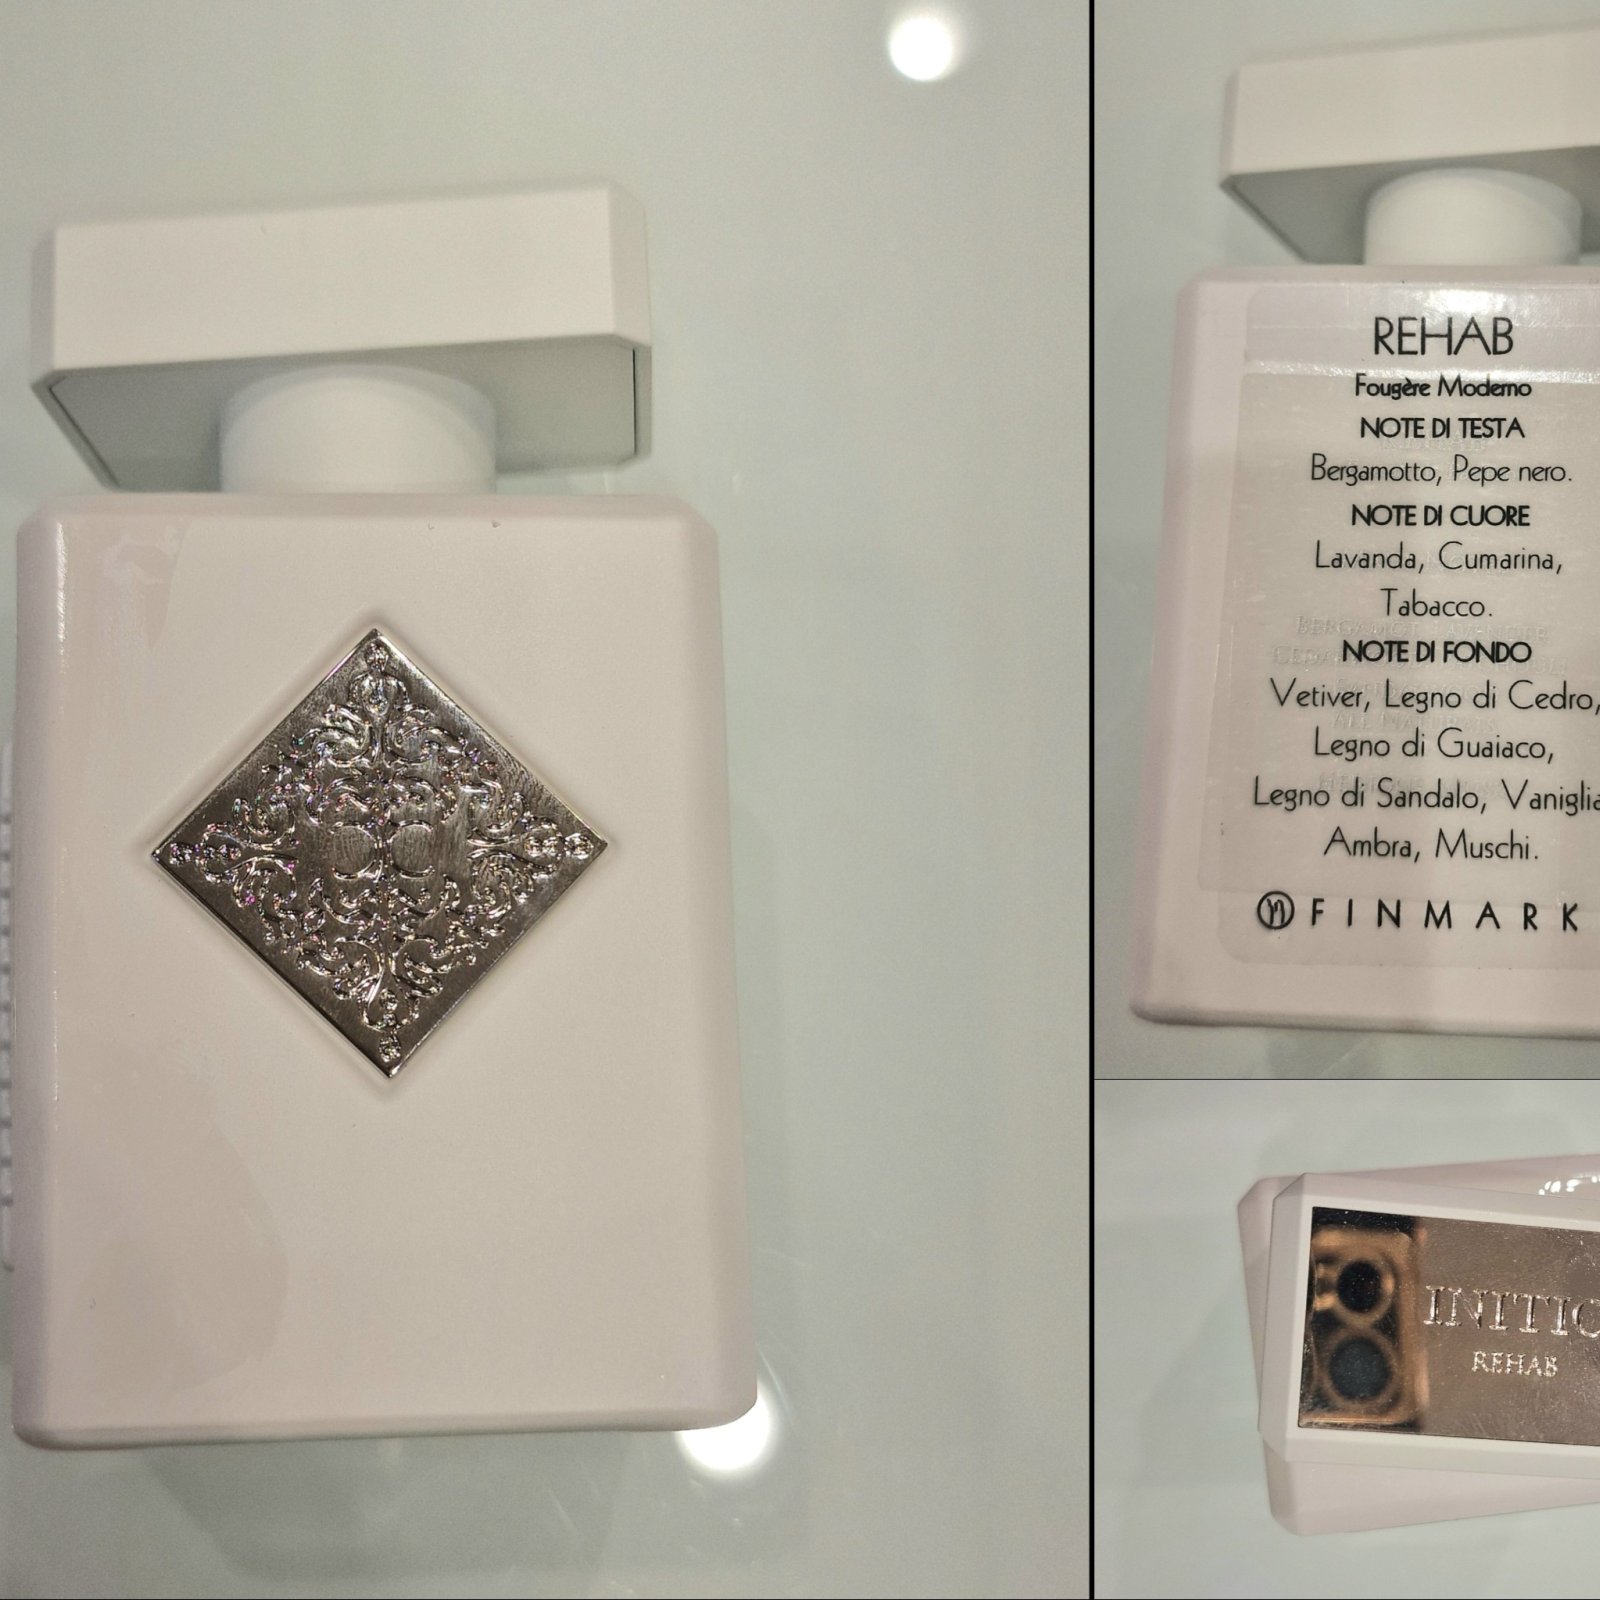 REHAB
Fougère Moderno
NOTE DI TESTA
Bergamotto, Pepe nero.
NOTE DI CUORE
Lavanda, Cumarina,
Tabacco.
NOTE DI FONDO
Vetiver, Legno di Cedro,
Legno di Guaiaco,
Legno di Sandalo, Vaniglia
Ambra, Muschi.
FINMARK
INITIO
REHAB